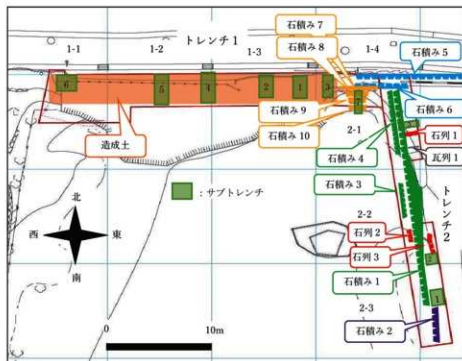 トレンチ1
石積み 7
石積み 8
石積み 5
1-1
1-2
1-3
1-4
6
5
4
2
1
3
7
石積み 9
石積み 10
石積み 6
2-1
石列 1
瓦列 1
造成土
石積み 4
石積み 3
トレンチ2
:サブトレンチ
北
西
東
南
2-2
石列 2
石列 3
石積み 1
2
1
2-3
石積み 2
0
10m